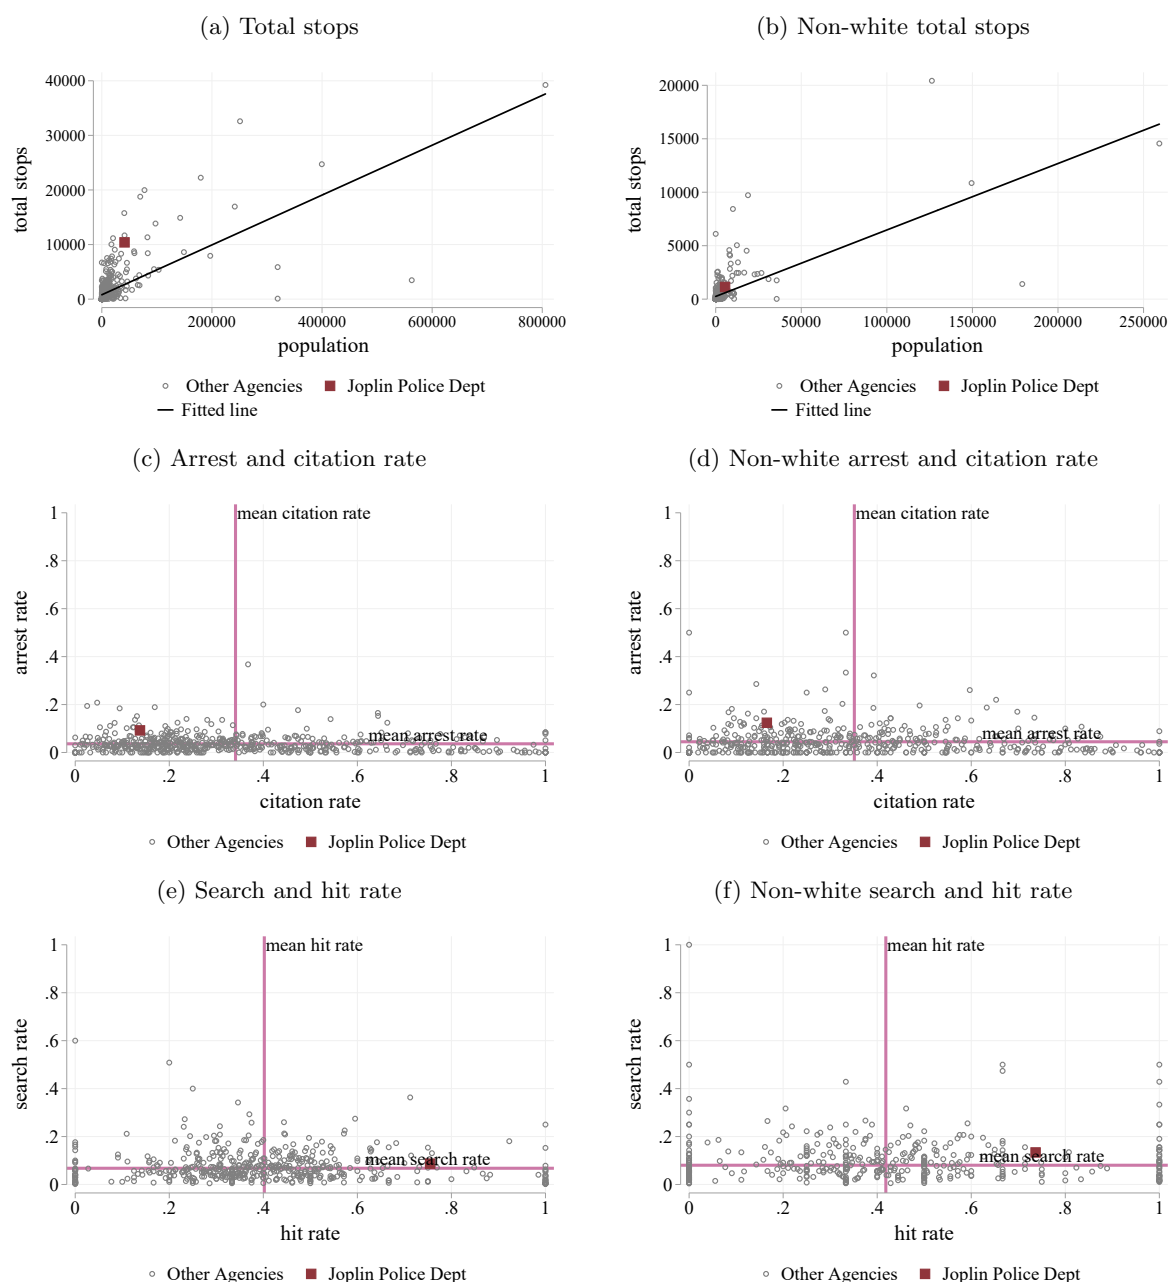 (a) Total stops
(b) Non-white total stops
40000
30000
20000
10000
0
total stops
0 200000 400000 600000 800000
population
Other Agencies Joplin Police Dept
Fitted line
20000
15000
10000
5000
0
total stops
0 50000 100000 150000 200000 250000
population
Other Agencies Joplin Police Dept
Fitted line
(c) Arrest and citation rate
(d) Non-white arrest and citation rate
mean citation rate
1
.8
.6
.4
.2
0
arrest rate
mean arrest rate
0 .2 .4 .6 .8 1
citation rate
Other Agencies Joplin Police Dept
mean citation rate
1
.8
.6
.4
.2
0
arrest rate
mean arrest rate
0 .2 .4 .6 .8 1
citation rate
Other Agencies Joplin Police Dept
(e) Search and hit rate
(f) Non-white search and hit rate
mean hit rate
1
.8
.6
.4
.2
0
search rate
mean search rate
0 .2 .4 .6 .8 1
hit rate
Other Agencies Joplin Police Dept
mean hit rate
1
.8
.6
.4
.2
0
search rate
mean search rate
0 .2 .4 .6 .8 1
hit rate
Other Agencies Joplin Police Dept